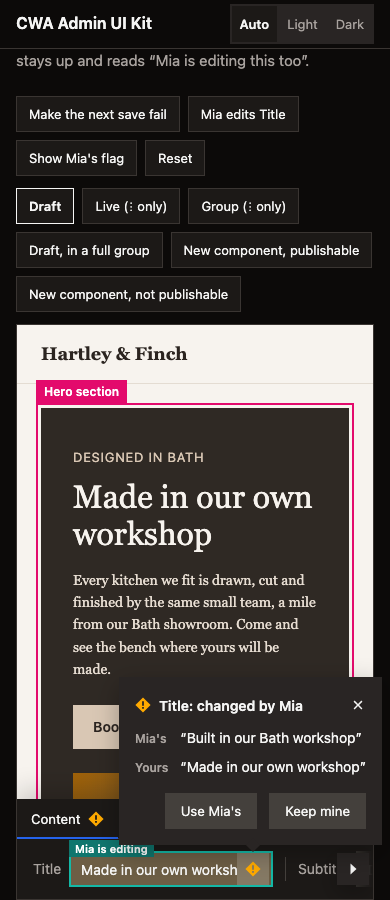 CWA Admin UI Kit
Auto Light Dark
stays up and reads “Mia is editing this too”.
Make the next save fail
Mia edits Title
Show Mia's flag
Reset
Draft
Live (⋮ only)
Group (⋮ only)
Draft, in a full group
New component, publishable
New component, not publishable
Hartley & Finch
Hero section
DESIGNED IN BATH
Made in our own
workshop
Every kitchen we fit is drawn, cut and
finished by the same small team, a mile
from our Bath showroom. Come and
see the bench where yours will be
made.
Boo
Title: changed by Mia
Mia's “Built in our Bath workshop”
Yours “Made in our own workshop”
Use Mia's
Keep mine
Content
Mia is editing
Title
Made in our own worksh
Subtit